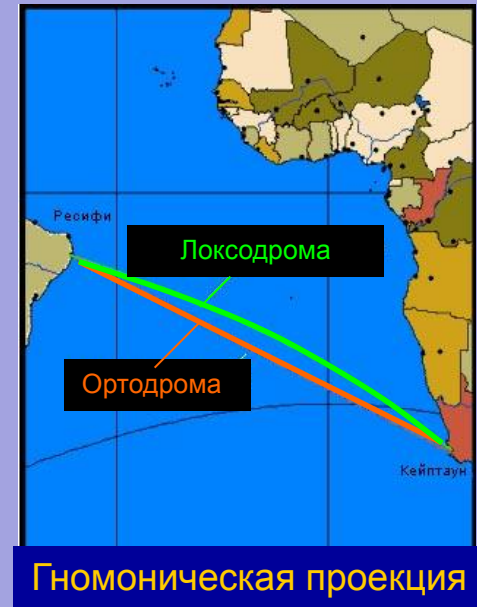 Ресифи
Локсодрома
Ортодрома
Кейптаун
Гномоническая проекция